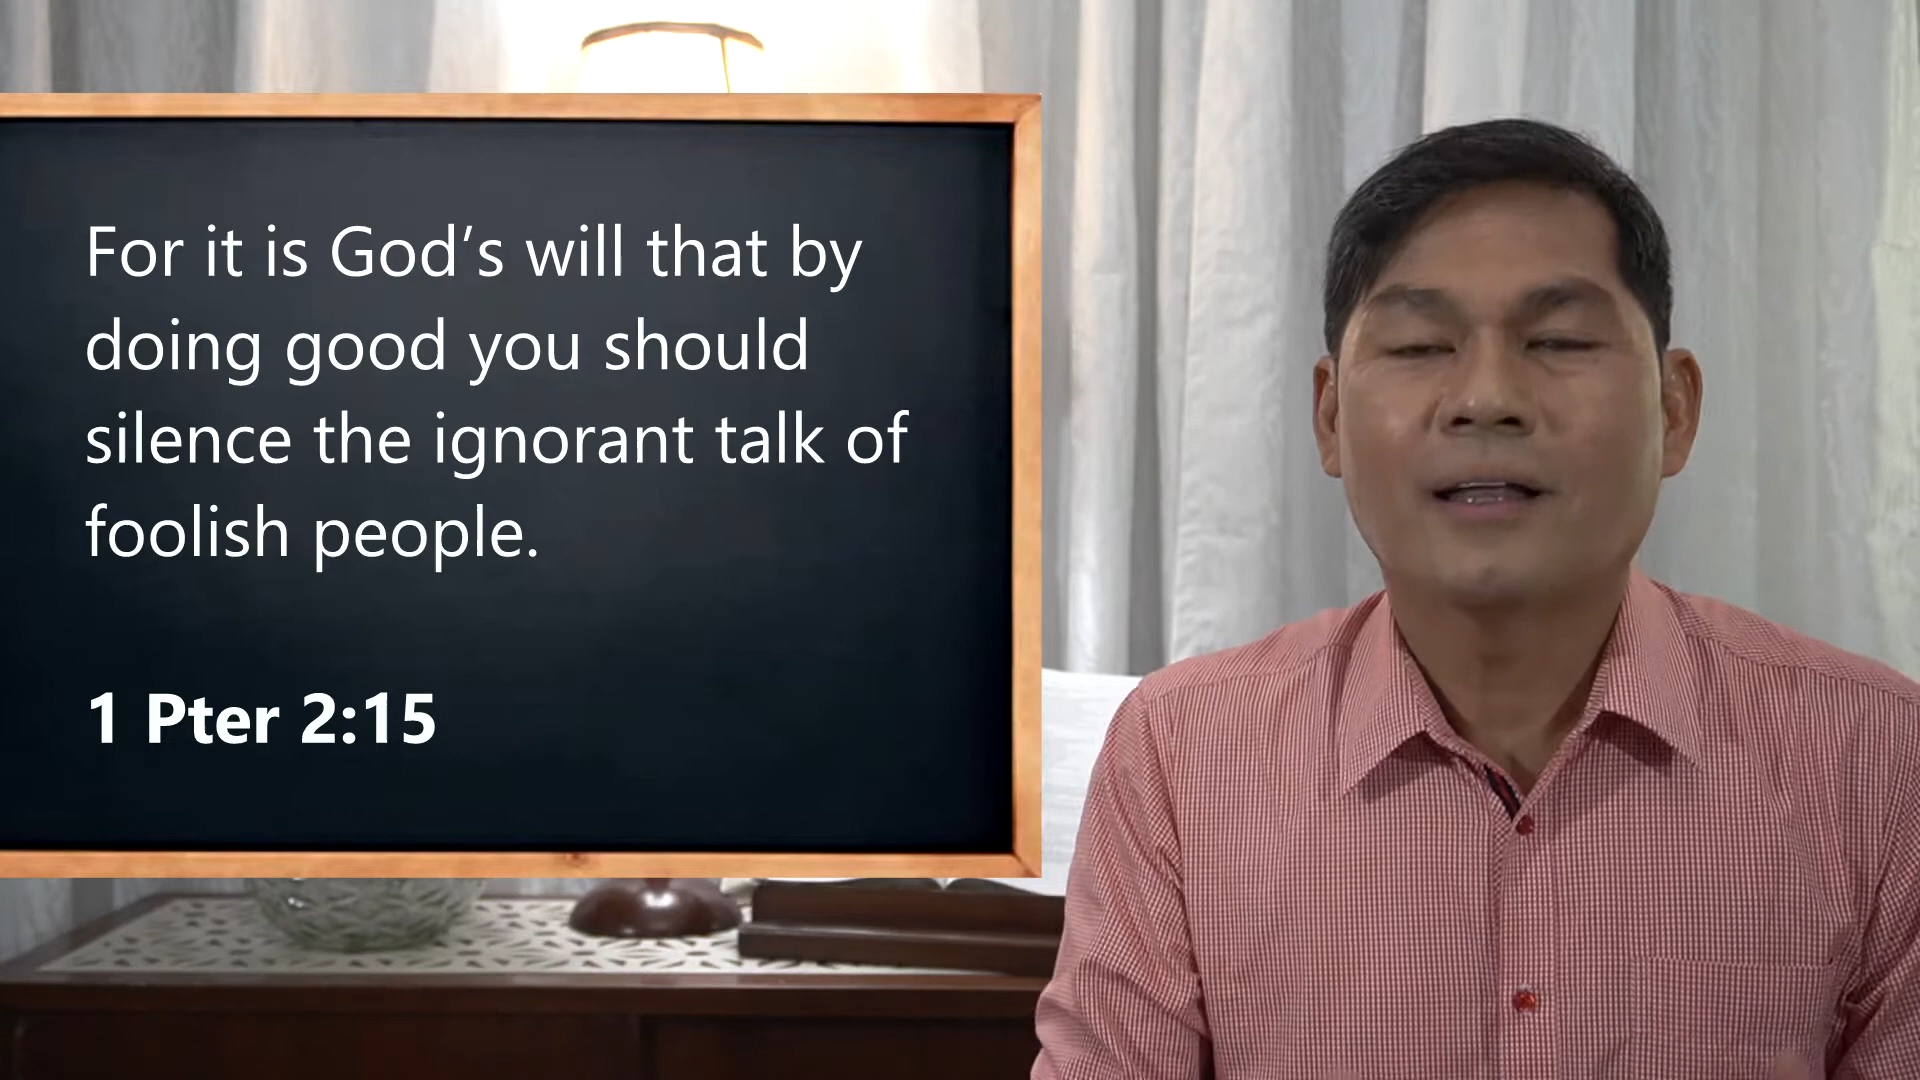 For it is God’s will that by
doing good you should
silence the ignorant talk of
foolish people.
1 Pter 2:15